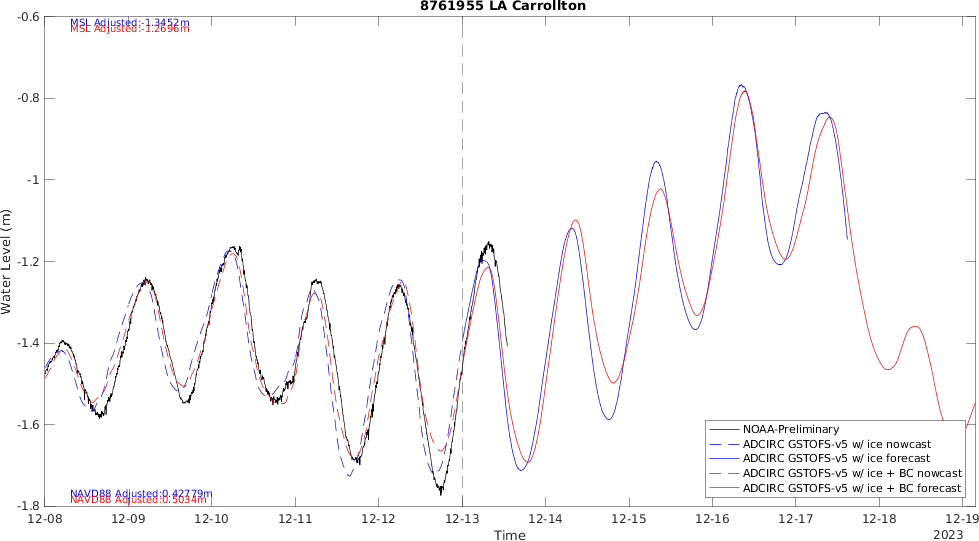 8761955 LA Carrollton
MSL Adjusted:-1.3452m
MSL Adjusted:-1.2696m
-0.6
-0.8
-1
-1.2
-1.4
-1.6
-1.8
Water Level (m)
NAVD88 Adjusted:0.42779m
NAVD88 Adjusted:0.5034m
NOAA-Preliminary
ADCIRC GSTOFS-v5 w/ ice nowcast
ADCIRC GSTOFS-v5 w/ ice forecast
ADCIRC GSTOFS-v5 w/ ice + BC nowcast
ADCIRC GSTOFS-v5 w/ ice + BC forecast
12-08 12-09 12-10 12-11 12-12 12-13 12-14 12-15 12-16 12-17 12-18 12-19
Time
2023